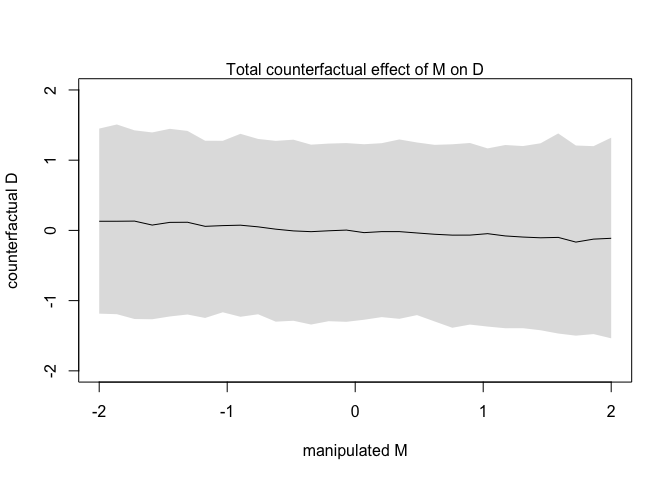 Total counterfactual effect of M on D
counterfactual D
2
1
0
-1
-2
-2 -1 0 1 2
manipulated M